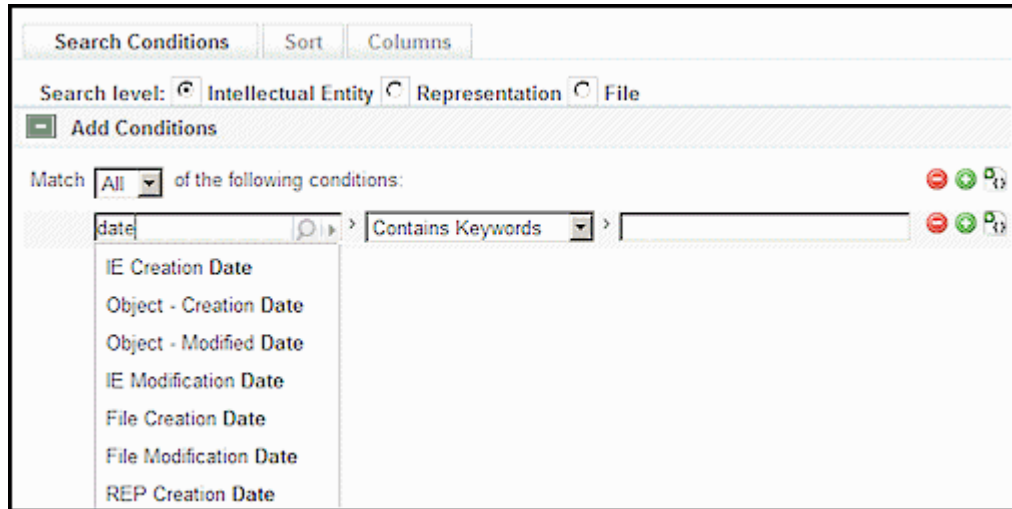 Search Conditions Sort Columns
Search level: Intellectual Entity Representation File
Add Conditions
Match All of the following conditions:
date > Contains Keywords >
IE Creation Date
Object - Creation Date
Object - Modified Date
IE Modification Date
File Creation Date
File Modification Date
REP Creation Date